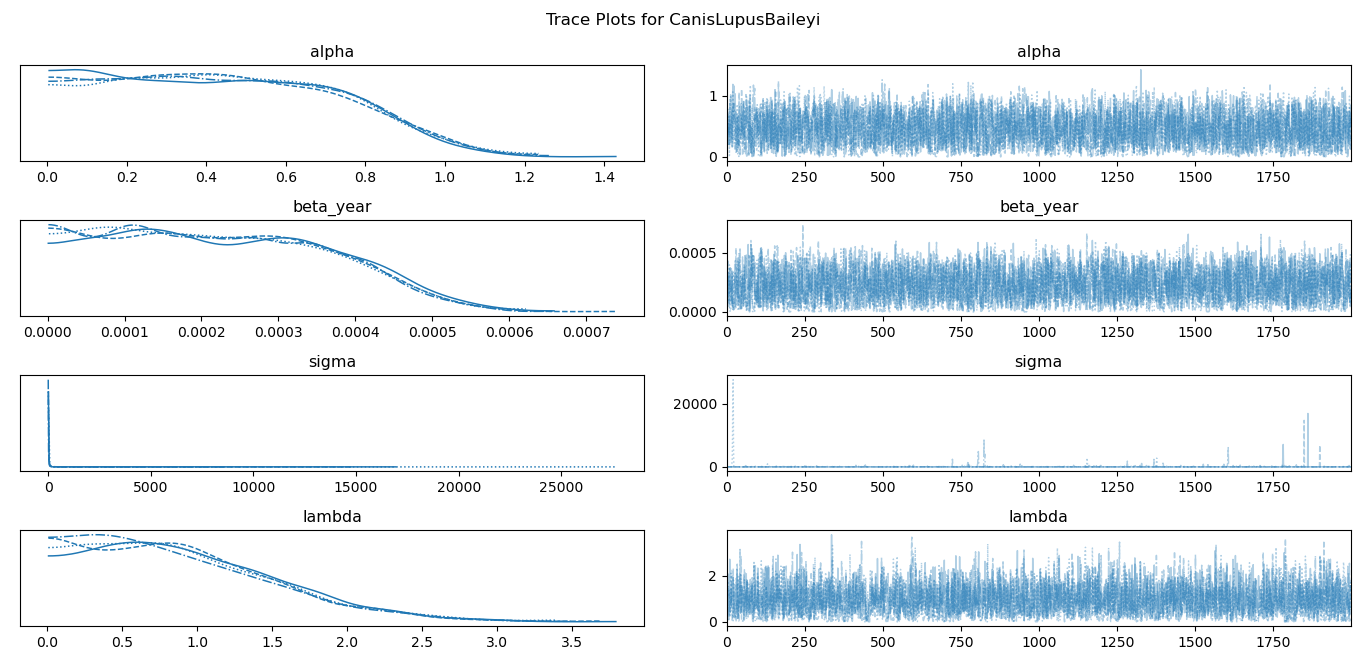 Trace Plots for CanisLupusBaileyi
alpha
0.0 0.2 0.4 0.6 0.8 1.0 1.2 1.4
alpha
1
0
0 250 500 750 1000 1250 1500 1750
beta_year
0.0000 0.0001 0.0002 0.0003 0.0004 0.0005 0.0006 0.0007
beta_year
0.0005
0.0000
0 250 500 750 1000 1250 1500 1750
sigma
0 5000 10000 15000 20000 25000
sigma
20000
0
0 250 500 750 1000 1250 1500 1750
lambda
0.0 0.5 1.0 1.5 2.0 2.5 3.0 3.5
lambda
2
0
0 250 500 750 1000 1250 1500 1750